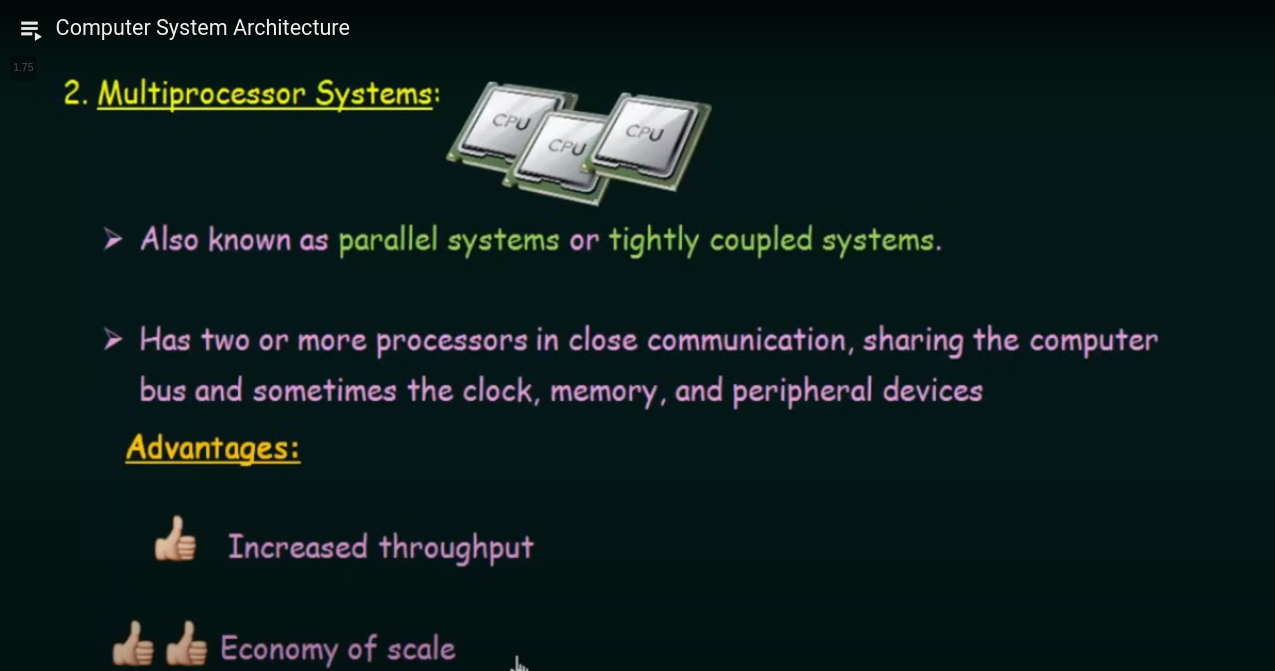 Computer System Architecture
1.75
2. Multiprocessor Systems:
CPU
CPU
CPU
➢ Also known as parallel systems or tightly coupled systems.
➢ Has two or more processors in close communication, sharing the computer
bus and sometimes the clock, memory, and peripheral devices
Advantages:
Increased throughput
Economy of scale